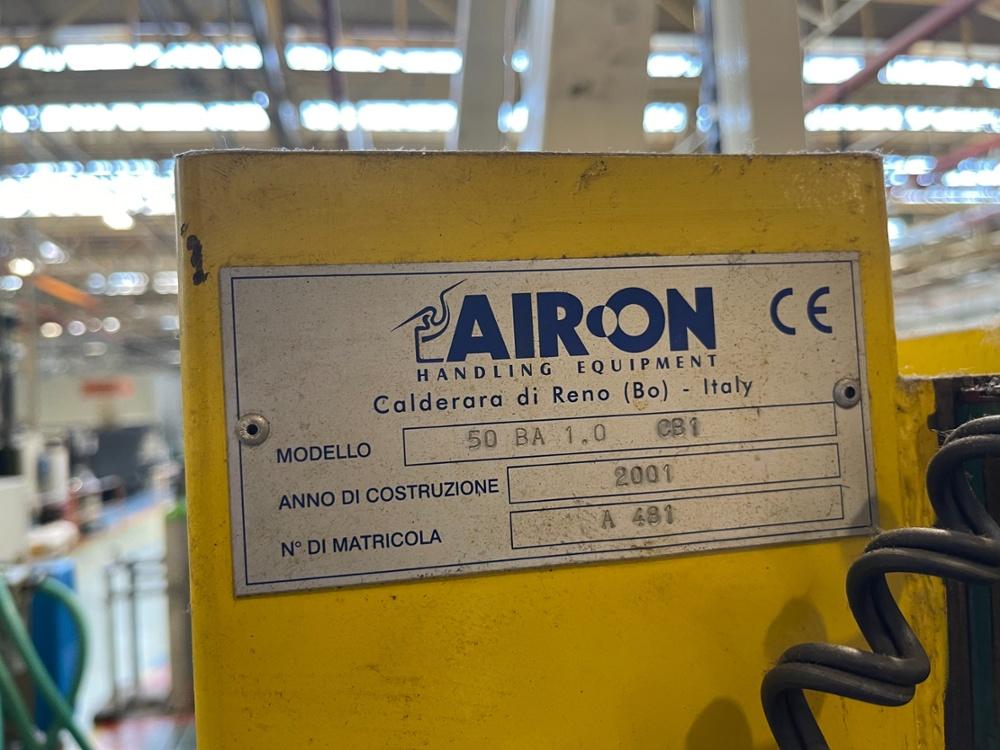 AIRON
CE
HANDLING EQUIPMENT
Calderara di Reno (Bo) - Italy
MODELLO 50 BA 1.0 CB1
ANNO DI COSTRUZIONE 2001
N° DI MATRICOLA A 481